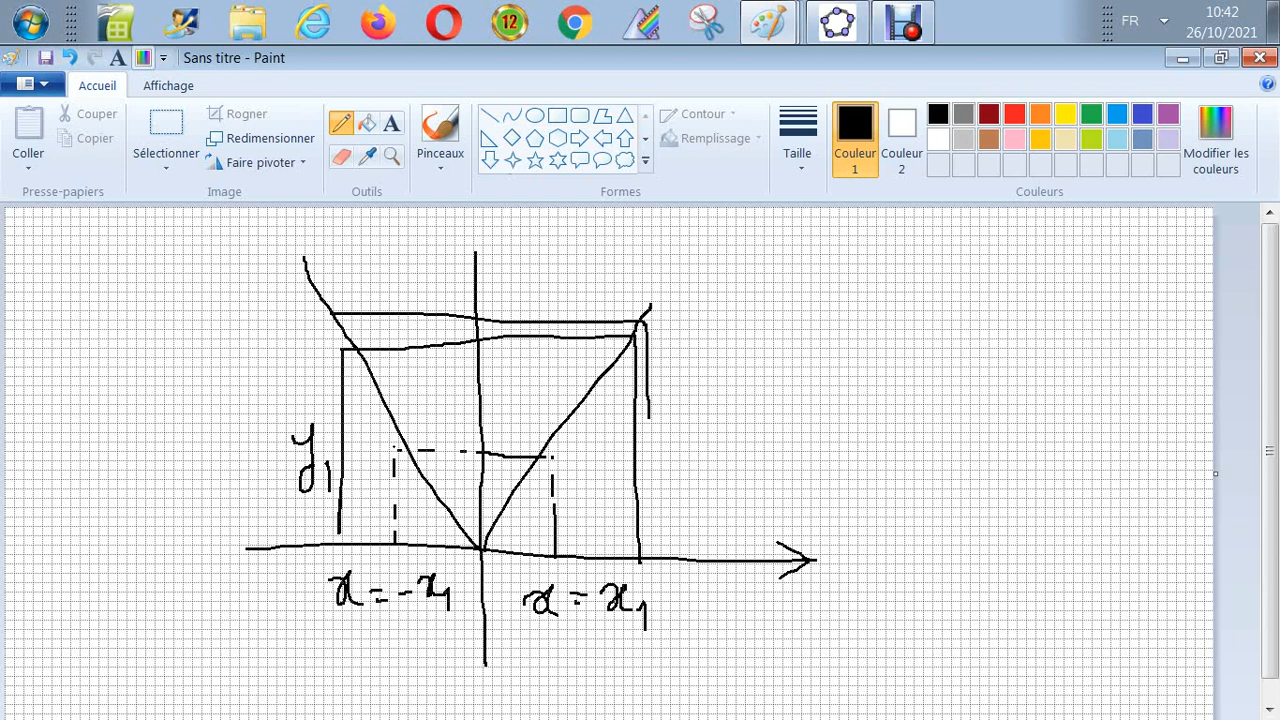 12
FR
10:42
26/10/2021
Sans titre - Paint
Accueil
Affichage
Coller
Couper
Copier
Presse-papiers
Sélectionner
Rogner
Redimensionner
Faire pivoter
Image
A
Outils
Pinceaux
Contour
Remplissage
Formes
Taille
Couleur 1
Couleur 2
Modifier les couleurs
Couleurs
y1
x = -x1
x = x1